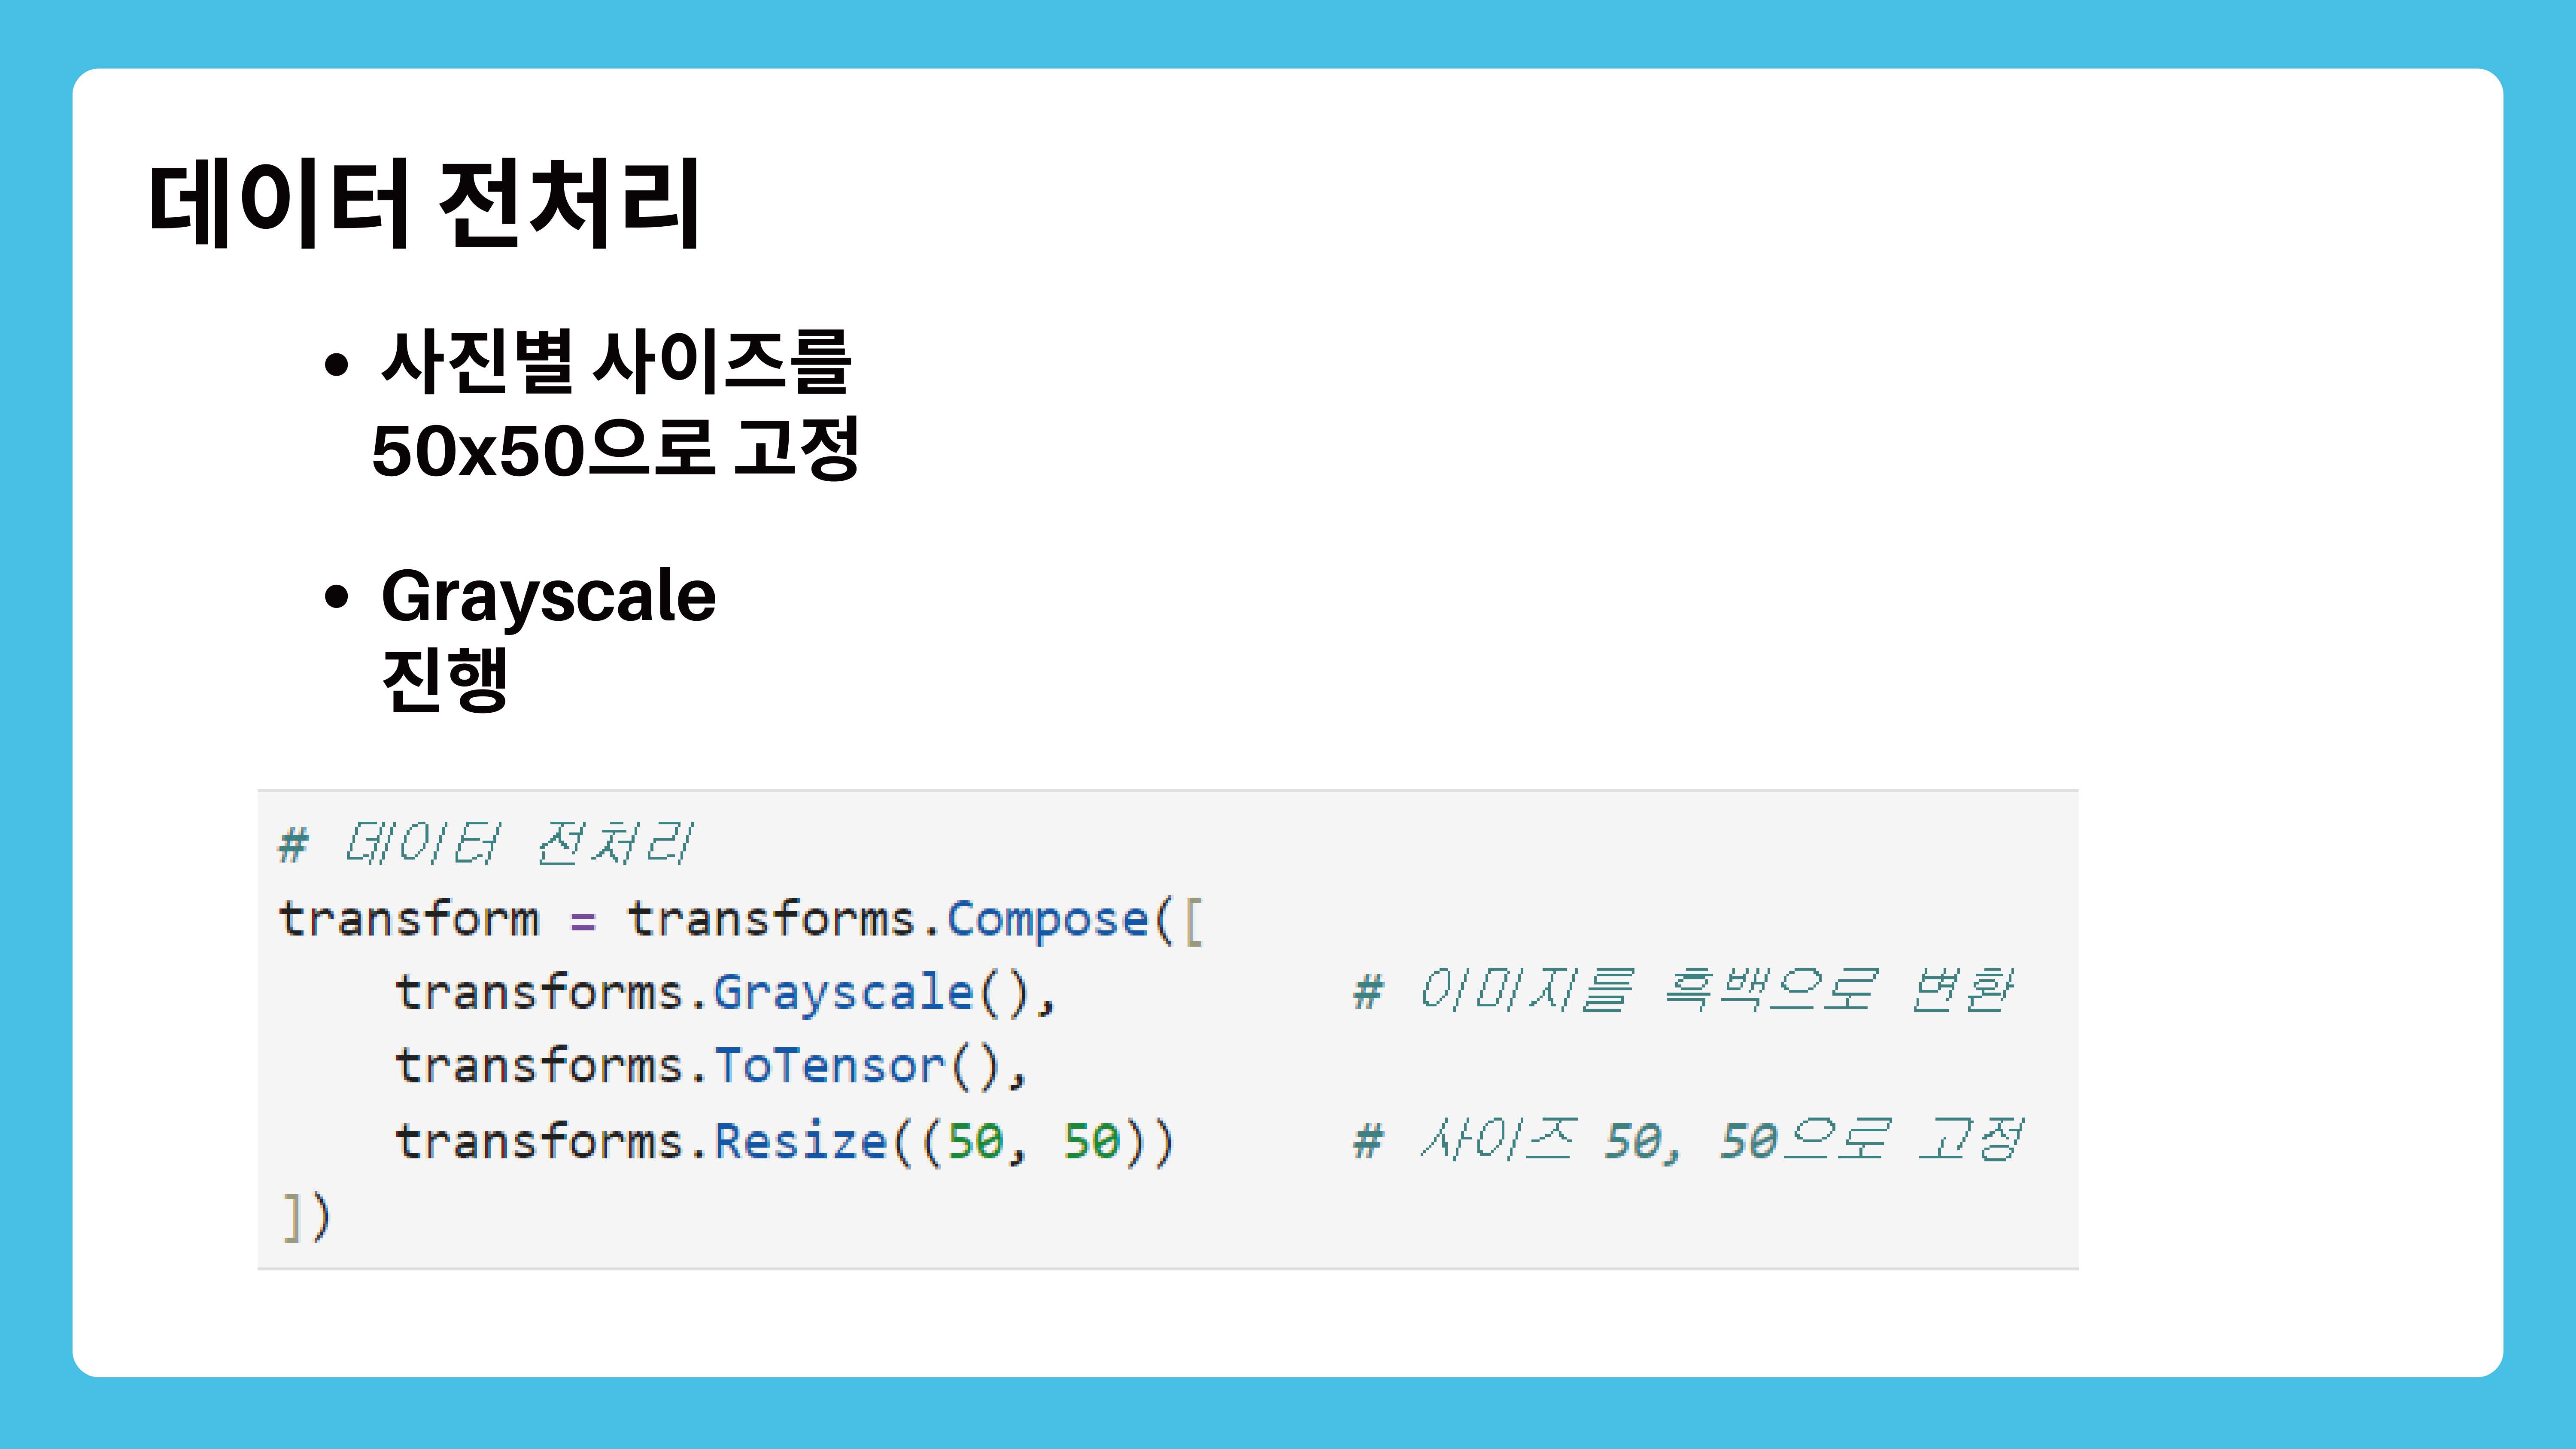 데이터 전처리
• 사진별 사이즈를
50x50으로 고정
• Grayscale
진행
# 데이터 전처리
transform = transforms.Compose([
    transforms.Grayscale(),          # 이미지를 흑백으로 변환
    transforms.ToTensor(),
    transforms.Resize((50, 50))      # 사이즈 50, 50으로 고정
])